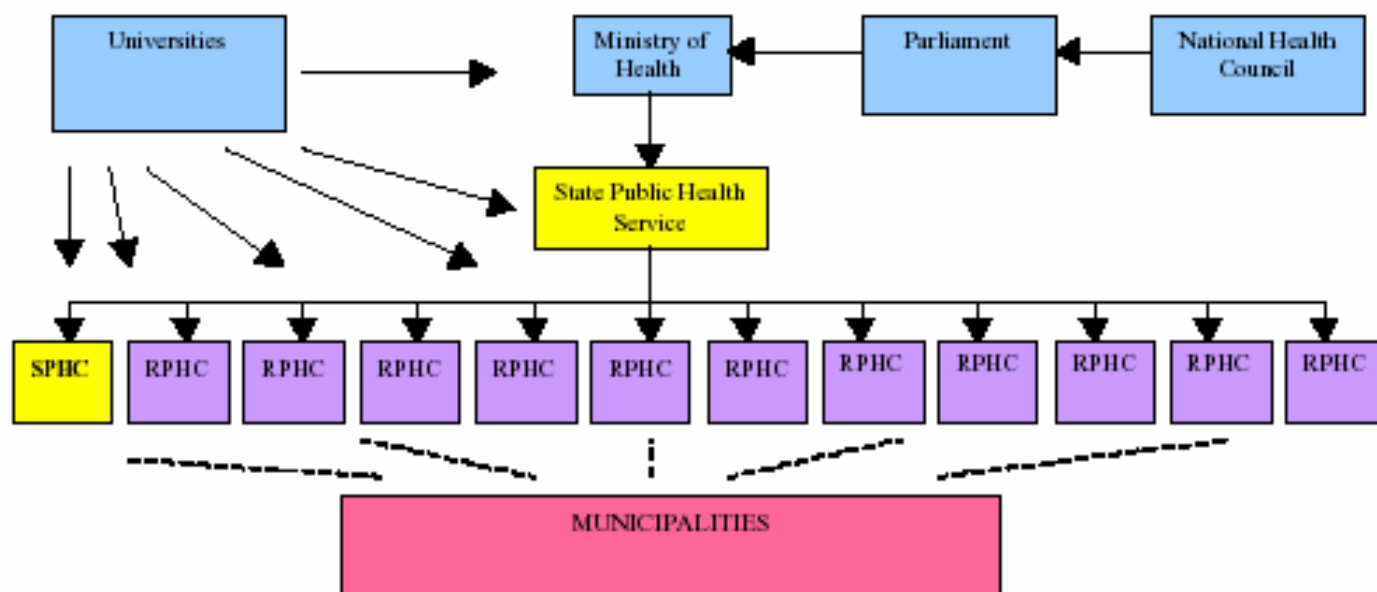 Universities
Ministry of
Health
Parliament
National Health
Council
State Public Health
Service
SPHC
RPHC
RPHC
RPHC
RPHC
RPHC
RPHC
RPHC
RPHC
RPHC
RPHC
RPHC
MUNICIPALITIES